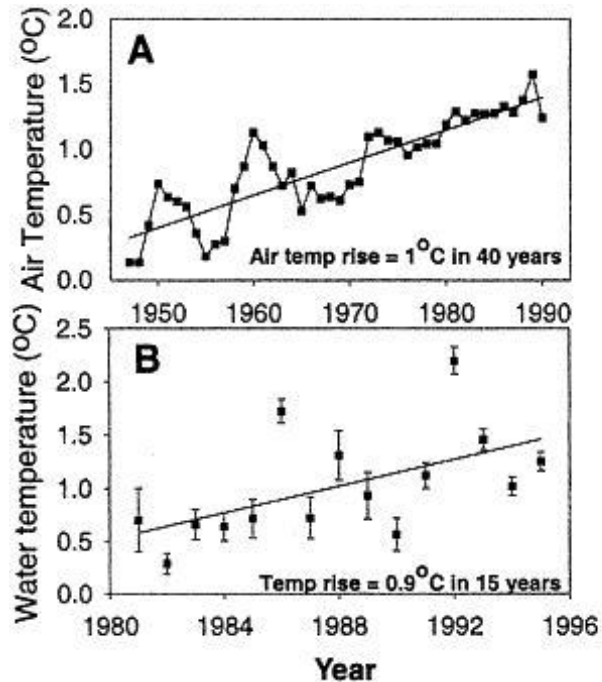 A
Air Temperature (ºC)
2.0
1.5
1.0
0.5
0.0
Air temp rise = 1ºC in 40 years
1950 1960 1970 1980 1990
B
Water temperature (ºC)
2.5
2.0
1.5
1.0
0.5
0.0
Temp rise = 0.9ºC in 15 years
1980 1984 1988 1992 1996
Year